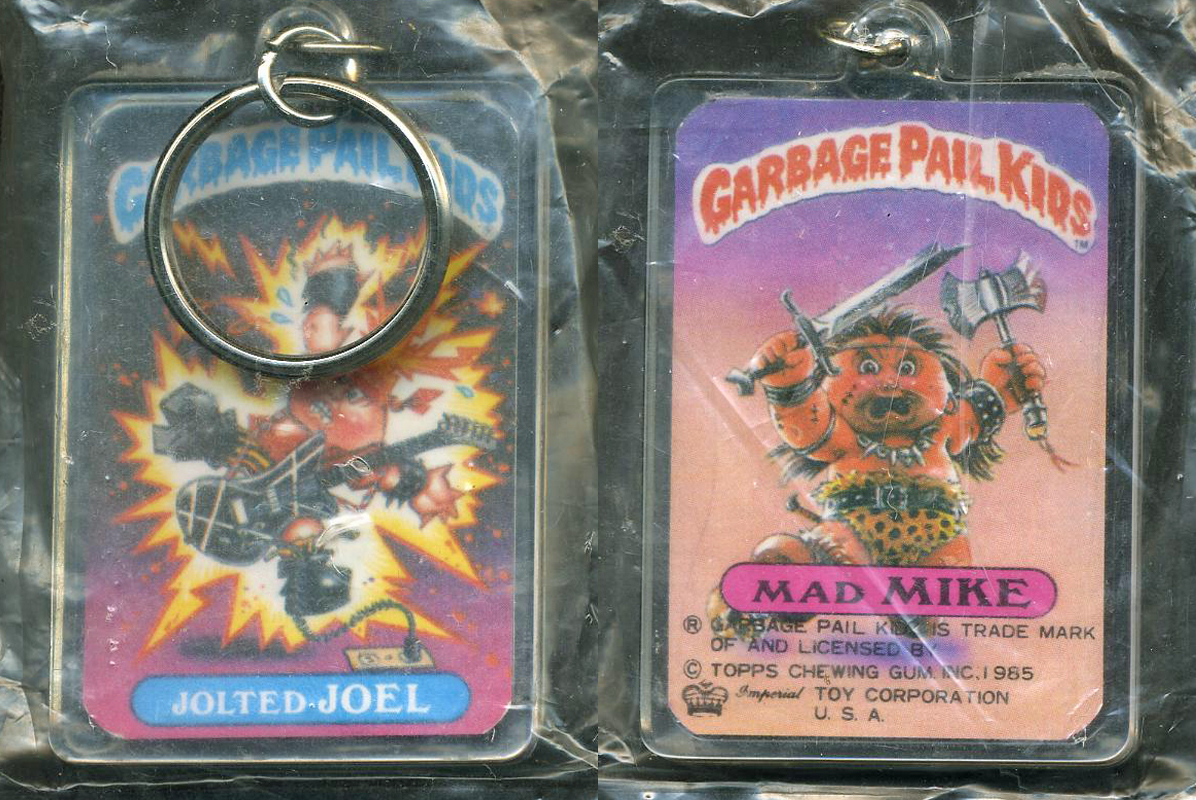 GARBAGE PAIL KIDS
JOLTED JOEL
GARBAGE PAIL KIDS
TM
MAD MIKE
® GARBAGE PAIL KIDS IS TRADE MARK
OF AND LICENSED BY
© TOPPS CHEWING GUM. INC. 1985
Imperial TOY CORPORATION
U. S. A.